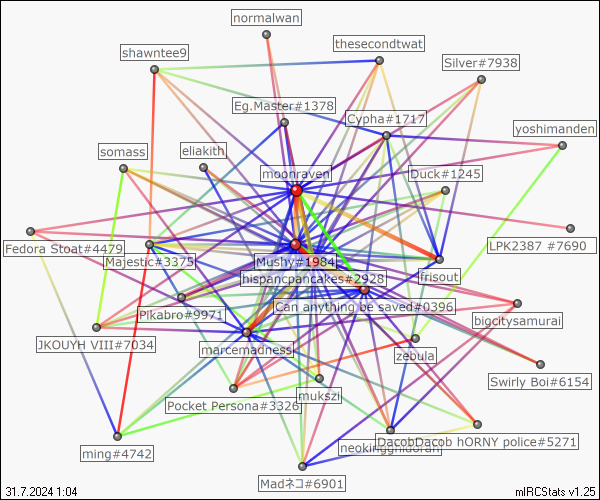 normalwan
thesecondtwat
shawntee9
Silver#7938
Eg.Master#1378
Cypha#1717
yoshimanden
somass
eliakith
moonraven
Duck#1245
Fedora Stoat#4479
Majestic#3375
Mushy#1984
LPK2387 #7690
hispancpancakes#2928
frisout
Pikabro#9971
Can anything be saved#0396
bigcitysamurai
JKOUYH VIII#7034
marcemadness
zebula
Swirly Boi#6154
Pocket Persona#3326
mukszi
ming#4742
DacobDacob hORNY police#5271
neokingghidorah
Madネコ#6901
31.7.2024 1:04
mIRCStats v1.25